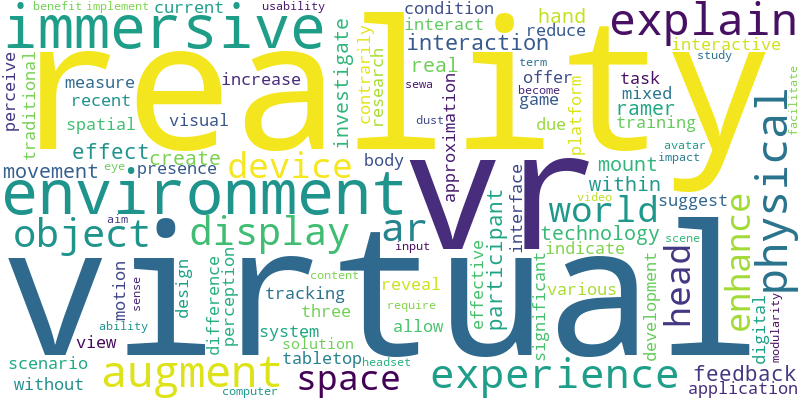 benefit implement current usability
immersive
condition
hand
reduce
explain
interact
interaction
interactive
reality
perceive
traditional
measure
recent
spatial
increase
visual
investigate
contrarily
research
real
term
offer
become
game
platform
task
mixed
study
ramer
facilitate
sewa
due
training
dust
approximation
effect
create
device
movement
eye
presence
body
vr
mount
within
avatar
impact
physical
environment
object
aim
display
ar
input
interface
participant
world
video
technology
suggest
scene
indicate
head
enhance
virtual
motion
sense
design
difference
perception
content
tracking
three
reveal
require
effective
significant
various
development
digital
modularity
ability
view
system
solution
allow
scenario
without
augment
computer
tabletop
headset
space
experience
feedback
application